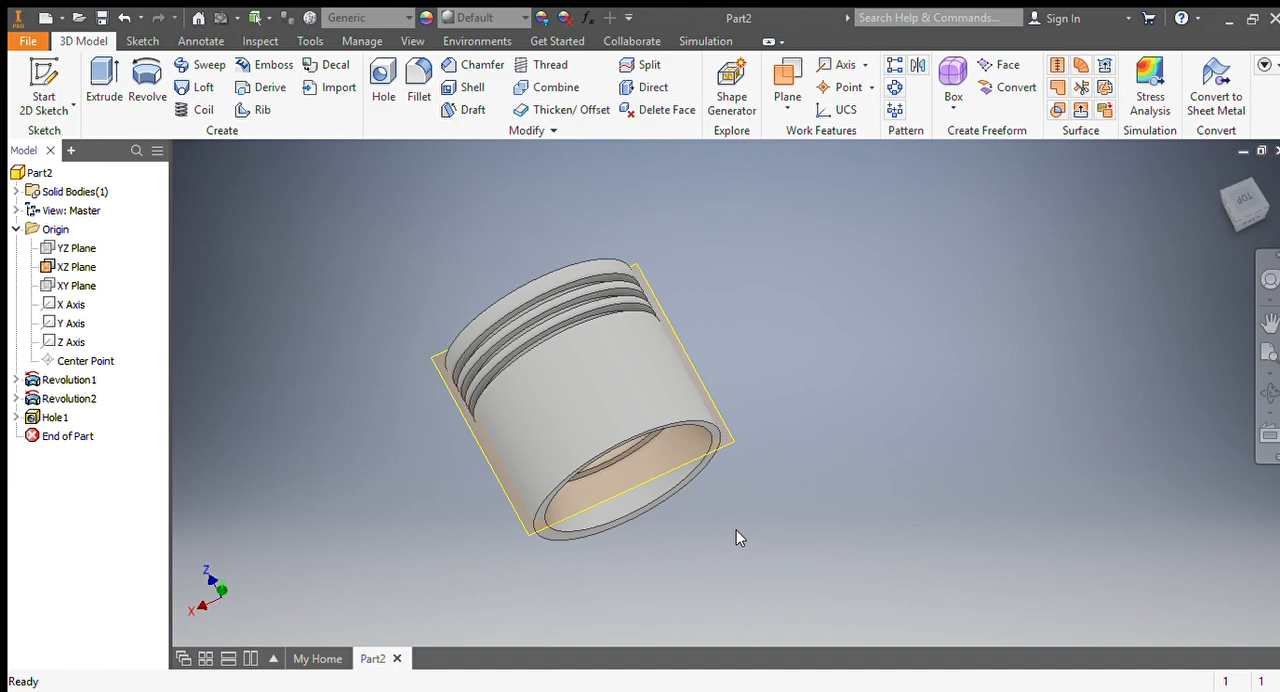 PRO Generic Default Part2 Search Help & Commands... Sign In
File 3D Model Sketch Annotate Inspect Tools Manage View Environments Get Started Collaborate Simulation
Start
2D Sketch
Sketch
Extrude Revolve
Sweep Emboss Decal
Loft Derive Import
Coil Rib
Create
Hole Fillet
Chamfer Thread Split
Shell Combine Direct
Draft Thicken/ Offset Delete Face
Modify
Shape
Generator
Explore
Plane
Axis
Point
UCS
Work Features
Pattern
Box
Face
Convert
Create Freeform
Surface
Stress
Analysis
Simulation
Convert to
Sheet Metal
Convert
Model
Part2
Solid Bodies(1)
View: Master
Origin
YZ Plane
XZ Plane
XY Plane
X Axis
Y Axis
Z Axis
Center Point
Revolution1
Revolution2
Hole1
End of Part
TOP
Z
X
My Home Part2
Ready 1 1